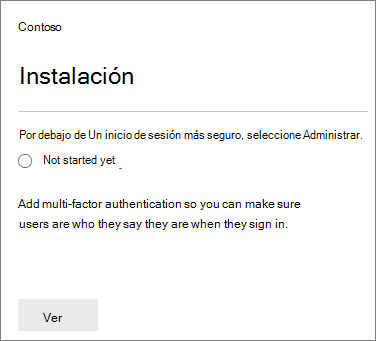 Contoso
Instalación
Por debajo de Un inicio de sesión más seguro, seleccione Administrar.
Not started yet
Add multi-factor authentication so you can make sure
users are who they say they are when they sign in.
Ver